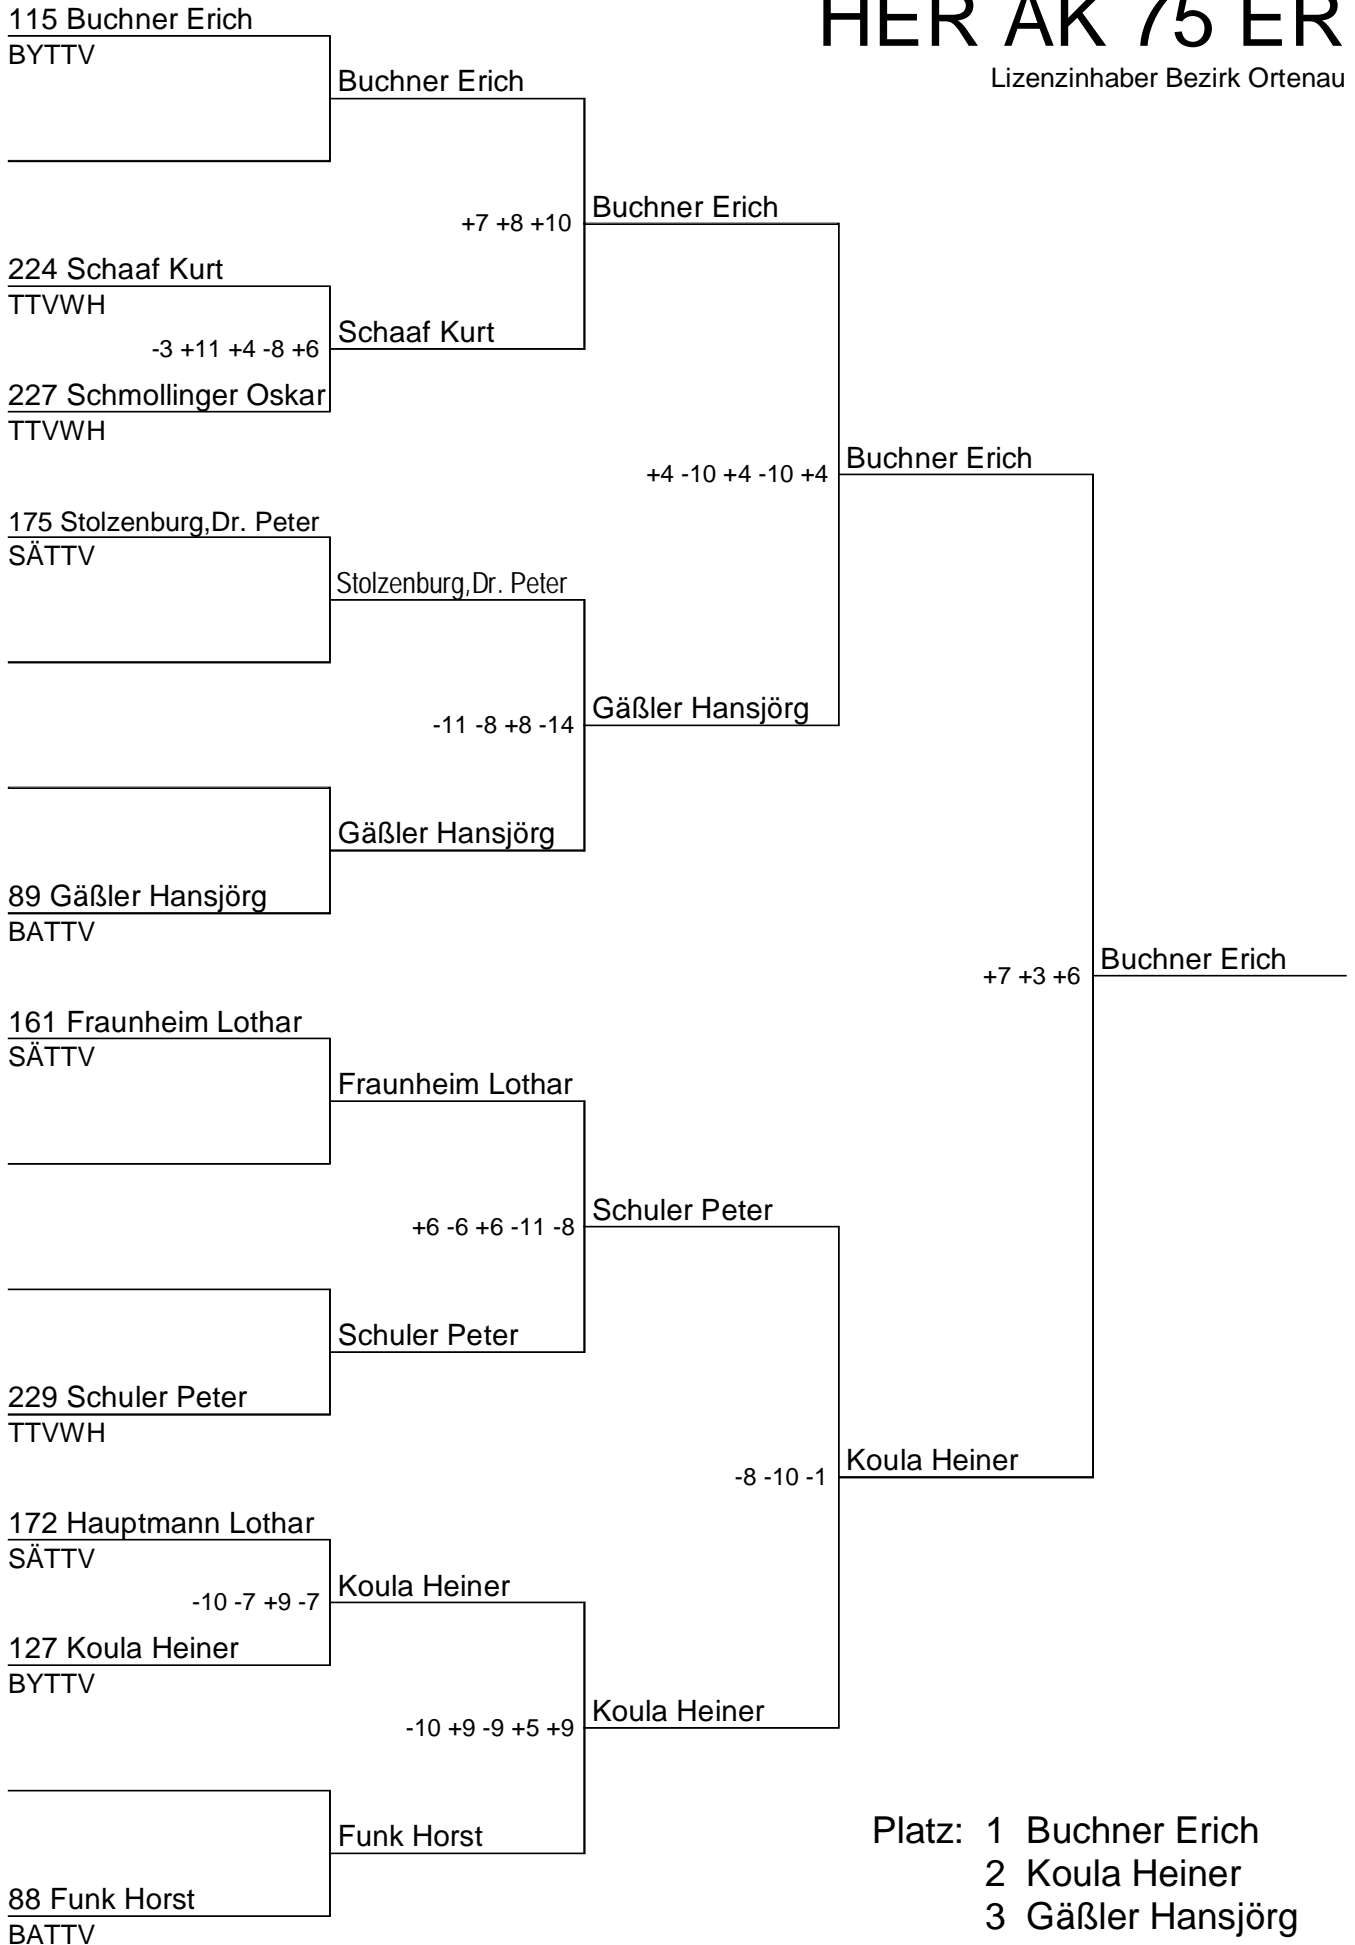 HER AK 75 ER
Lizenzinhaber Bezirk Ortenau
115 Buchner Erich
BYTTV
Buchner Erich
+7 +8 +10
Buchner Erich
224 Schaaf Kurt
TTVWH
-3 +11 +4 -8 +6
Schaaf Kurt
227 Schmollinger Oskar
TTVWH
+4 -10 +4 -10 +4
Buchner Erich
175 Stolzenburg,Dr. Peter
SÄTTV
Stolzenburg,Dr. Peter
-11 -8 +8 -14
Gäßler Hansjörg
Gäßler Hansjörg
89 Gäßler Hansjörg
BATTV
+7 +3 +6
Buchner Erich
161 Fraunheim Lothar
SÄTTV
Fraunheim Lothar
+6 -6 +6 -11 -8
Schuler Peter
Schuler Peter
229 Schuler Peter
TTVWH
-8 -10 -1
Koula Heiner
172 Hauptmann Lothar
SÄTTV
-10 -7 +9 -7
Koula Heiner
127 Koula Heiner
BYTTV
-10 +9 -9 +5 +9
Koula Heiner
Funk Horst
88 Funk Horst
BATTV
Platz: 1 Buchner Erich
2 Koula Heiner
3 Gäßler Hansjörg